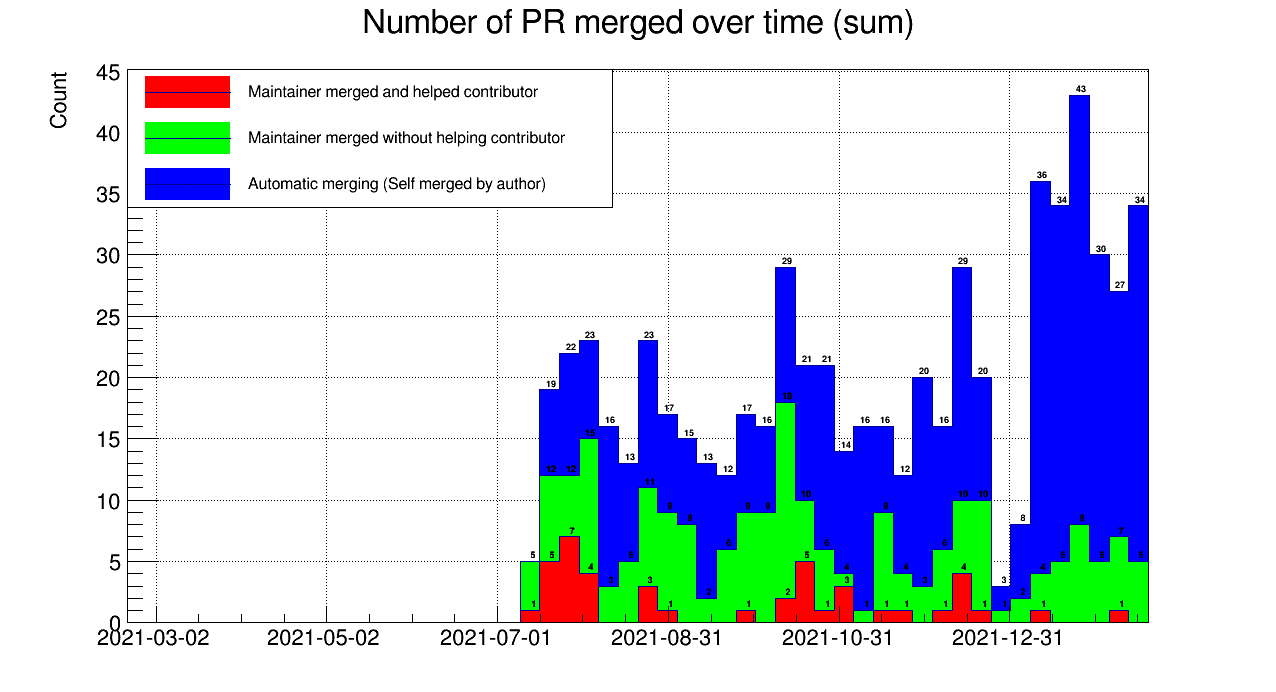 Number of PR merged over time (sum)
Count
Maintainer merged and helped contributor
Maintainer merged without helping contributor
Automatic merging (Self merged by author)
45
40
35
30
25
20
15
10
5
0
5 19 22 23 16 13 23 17 15 13 12 17 16 29 21 21 14 16 16 12 20 16 29 20 3 8 36 34 43 30 27 34
12 12 15 3 5 11 9 8 2 6 9 9 18 10 6 4 1 9 4 3 6 10 10 1 2 4 5 8 5 7 5
1 5 7 4 3 1 1 2 5 1 3 1 1 1 4 1 1 1
2021-03-02 2021-05-02 2021-07-01 2021-08-31 2021-10-31 2021-12-31